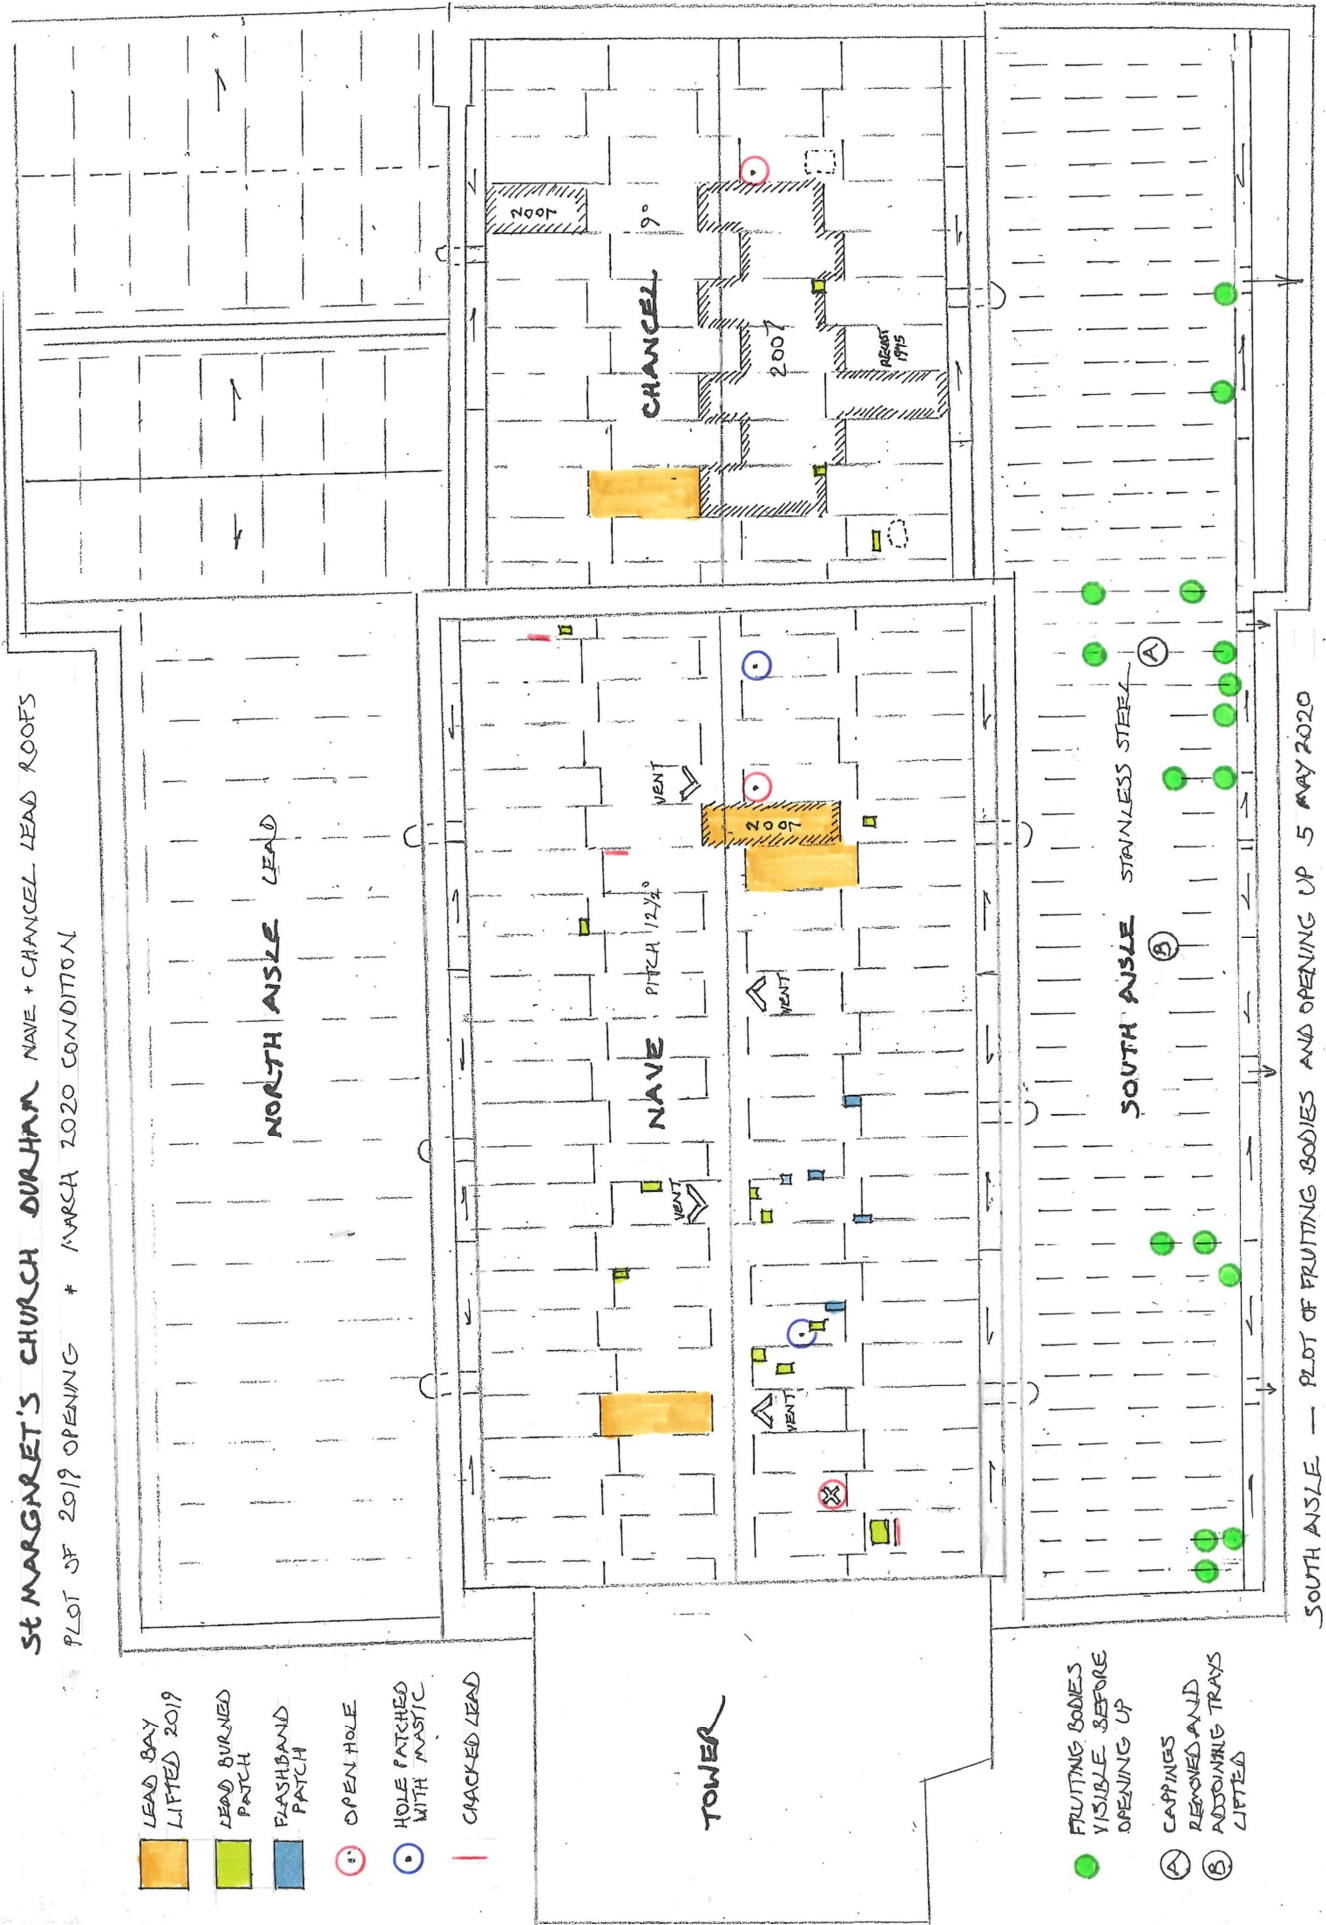 St MARGARET'S CHURCH DURHAM NAVE + CHANCEL LEAD ROOFS
PLOT OF 2019 OPENING * MARCH 2020 CONDITION
LEAD BAY
LIFTED 2019
LEAD BURNED
PATCH
FLASHBAND
PATCH
OPEN HOLE
HOLE PATCHED
WITH MASTIC
CRACKED LEAD
NORTH AISLE LEAD
NAVE PITCH 12½°
VENT
VENT
VENT
VENT
2007
CHANCEL 9°
2007
2007
RECAST
1995
TOWER
SOUTH AISLE STAINLESS STEEL
A
B
FRUITING BODIES
VISIBLE BEFORE
OPENING UP
A CAPPINGS
REMOVED AND
B ADJOINING TRAYS
LIFTED
SOUTH AISLE — PLOT OF FRUITING BODIES AND OPENING UP 5 MAY 2020